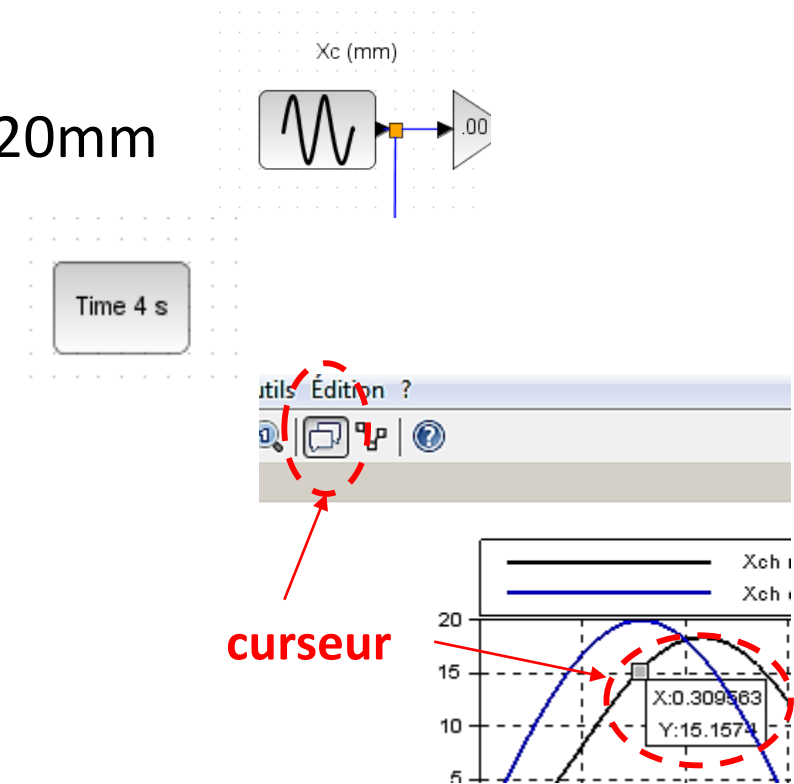 Xc (mm)
20mm
.00
Time 4 s
utils Édition ?
Xch
Xch
curseur
20
15
X:0.309563
Y:15.1574
10
5